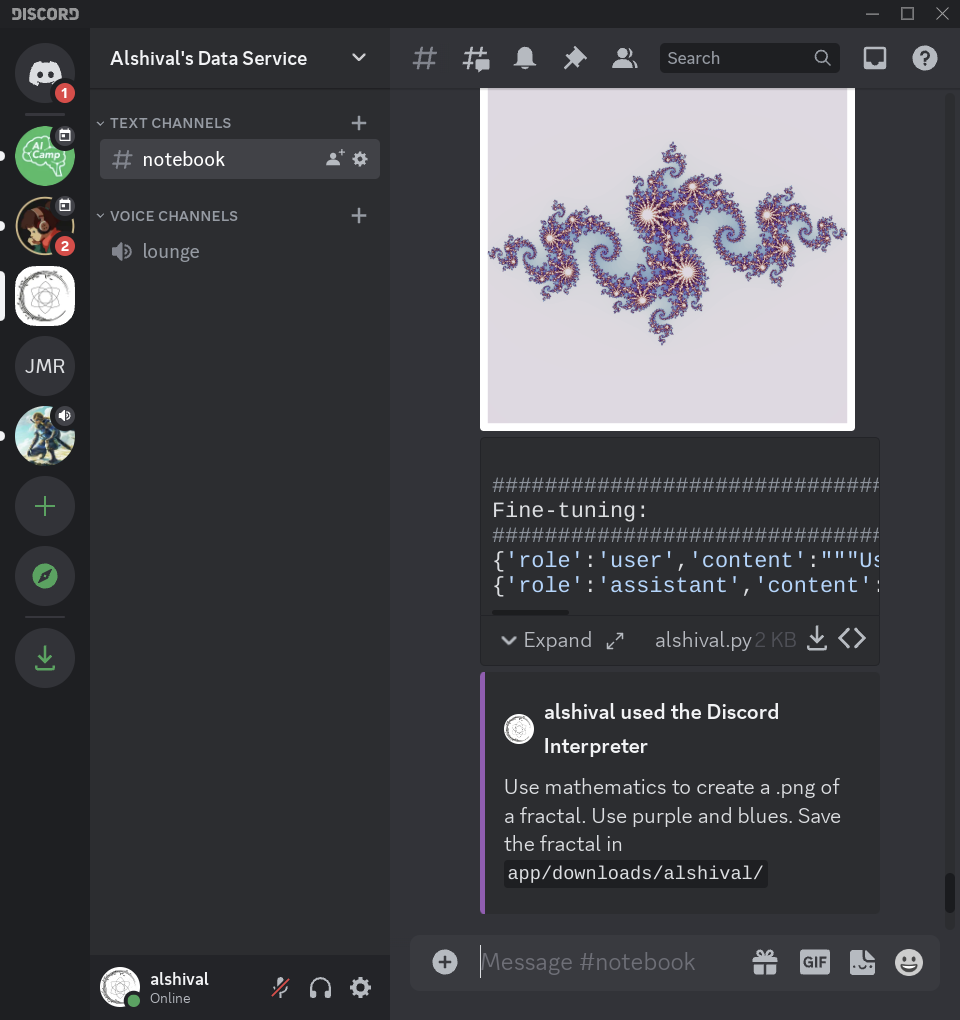 DISCORD
1
AI
Camp
2
JMR
Alshival's Data Service
TEXT CHANNELS
# notebook
VOICE CHANNELS
lounge
alshival
Online
Search
###############################
Fine-tuning:
###############################
{'role':'user','content':"""Us
{'role':'assistant','content':
Expand
alshival.py 2 KB
alshival used the Discord
Interpreter
Use mathematics to create a .png of
a fractal. Use purple and blues. Save
the fractal in
app/downloads/alshival/
Message #notebook
GIF